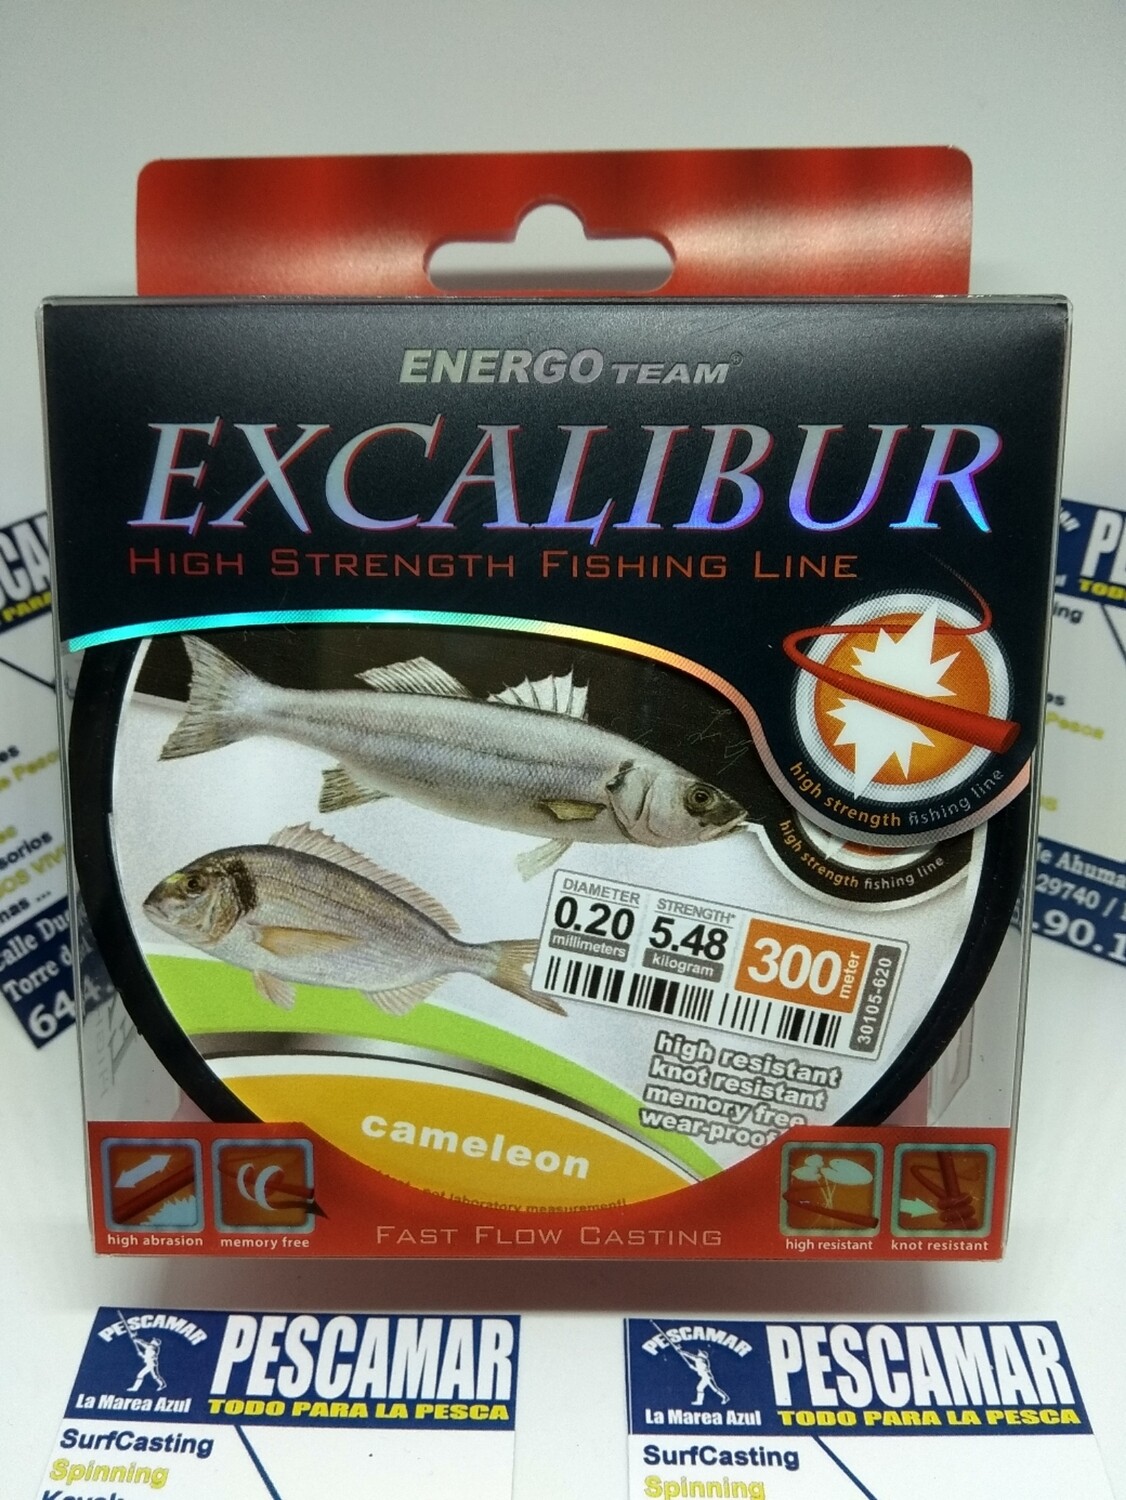 ENERGO TEAM®
EXCALIBUR
HIGH STRENGTH FISHING LINE
high strength fishing line
high strength fishing line
DIAMETER
0.20
millimeters
STRENGTH*
5.48
kilogram
300 meter
30105-620
high resistant
knot resistant
memory free
wear-proof
cameleon
laboratory measurement!
high abrasion
memory free
FAST FLOW CASTING
high resistant
knot resistant
PESCAMAR
La Marea Azul
PESCAMAR
TODO PARA LA PESCA
SurfCasting
Spinning
PESCAMAR
La Marea Azul
PESCAMAR
TODO PARA LA PESCA
SurfCasting
Spinning